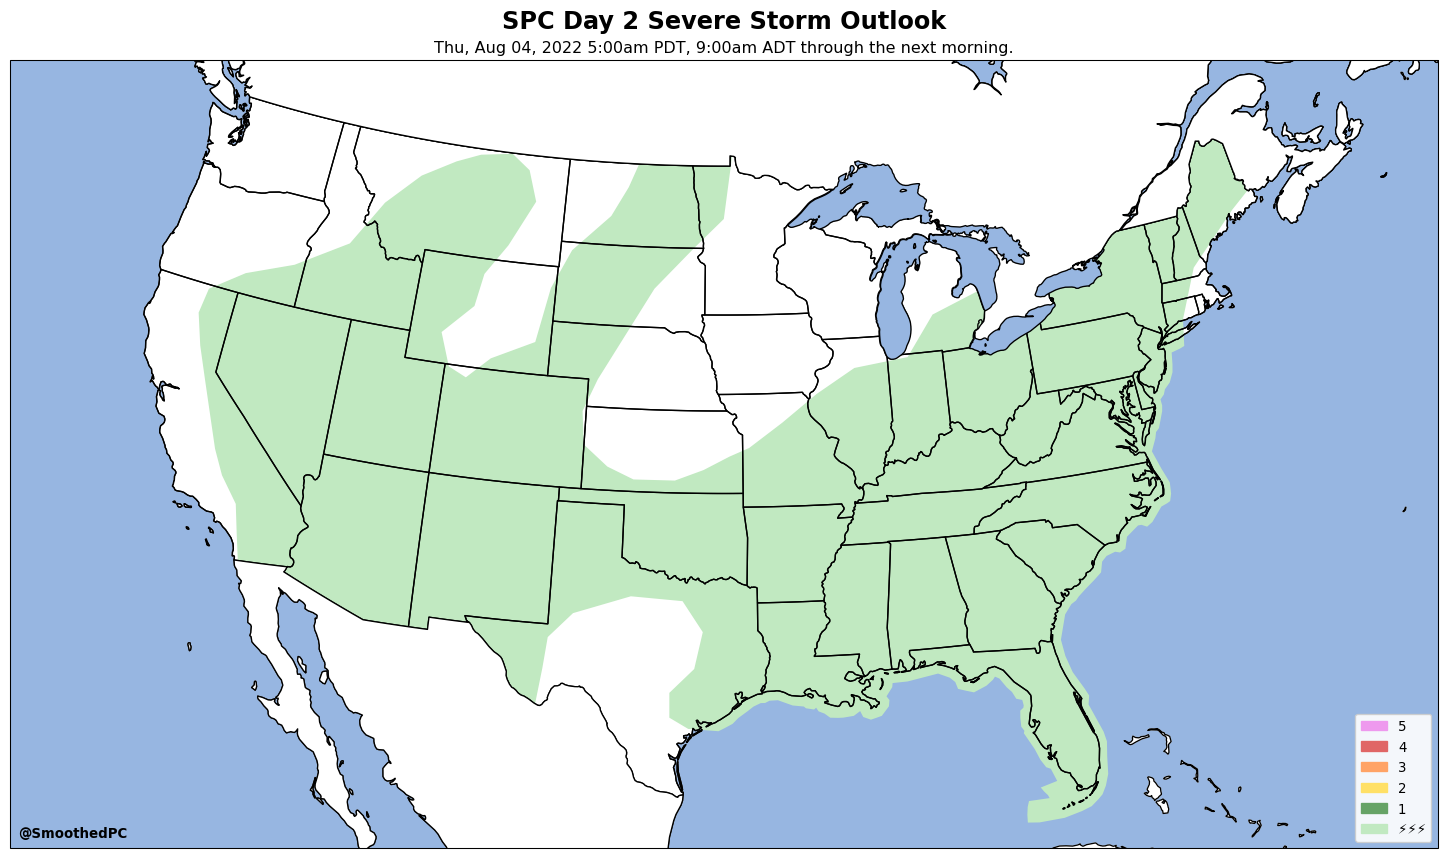 SPC Day 2 Severe Storm Outlook
Thu, Aug 04, 2022 5:00am PDT, 9:00am ADT through the next morning.
5
4
3
2
1
⚡⚡⚡
@SmoothedPC